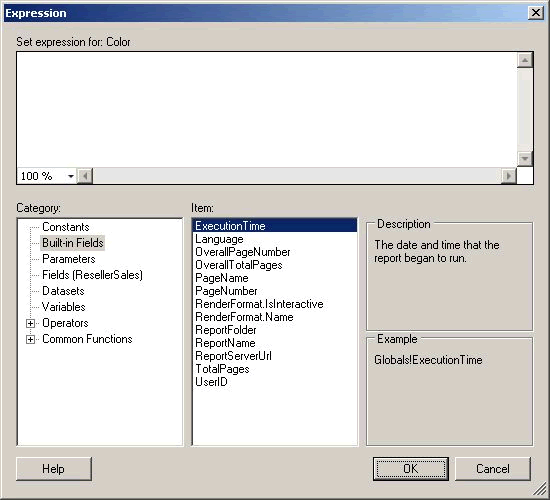 Expression
Set expression for: Color
100 %
Category:
Constants
Built-in Fields
Parameters
Fields (ResellerSales)
Datasets
Variables
Operators
Common Functions
Item:
ExecutionTime
Language
OverallPageNumber
OverallTotalPages
PageName
PageNumber
RenderFormat.IsInteractive
RenderFormat.Name
ReportFolder
ReportName
ReportServerUrl
TotalPages
UserID
Description
The date and time that the
report began to run.
Example
Globals!ExecutionTime
Help
OK
Cancel